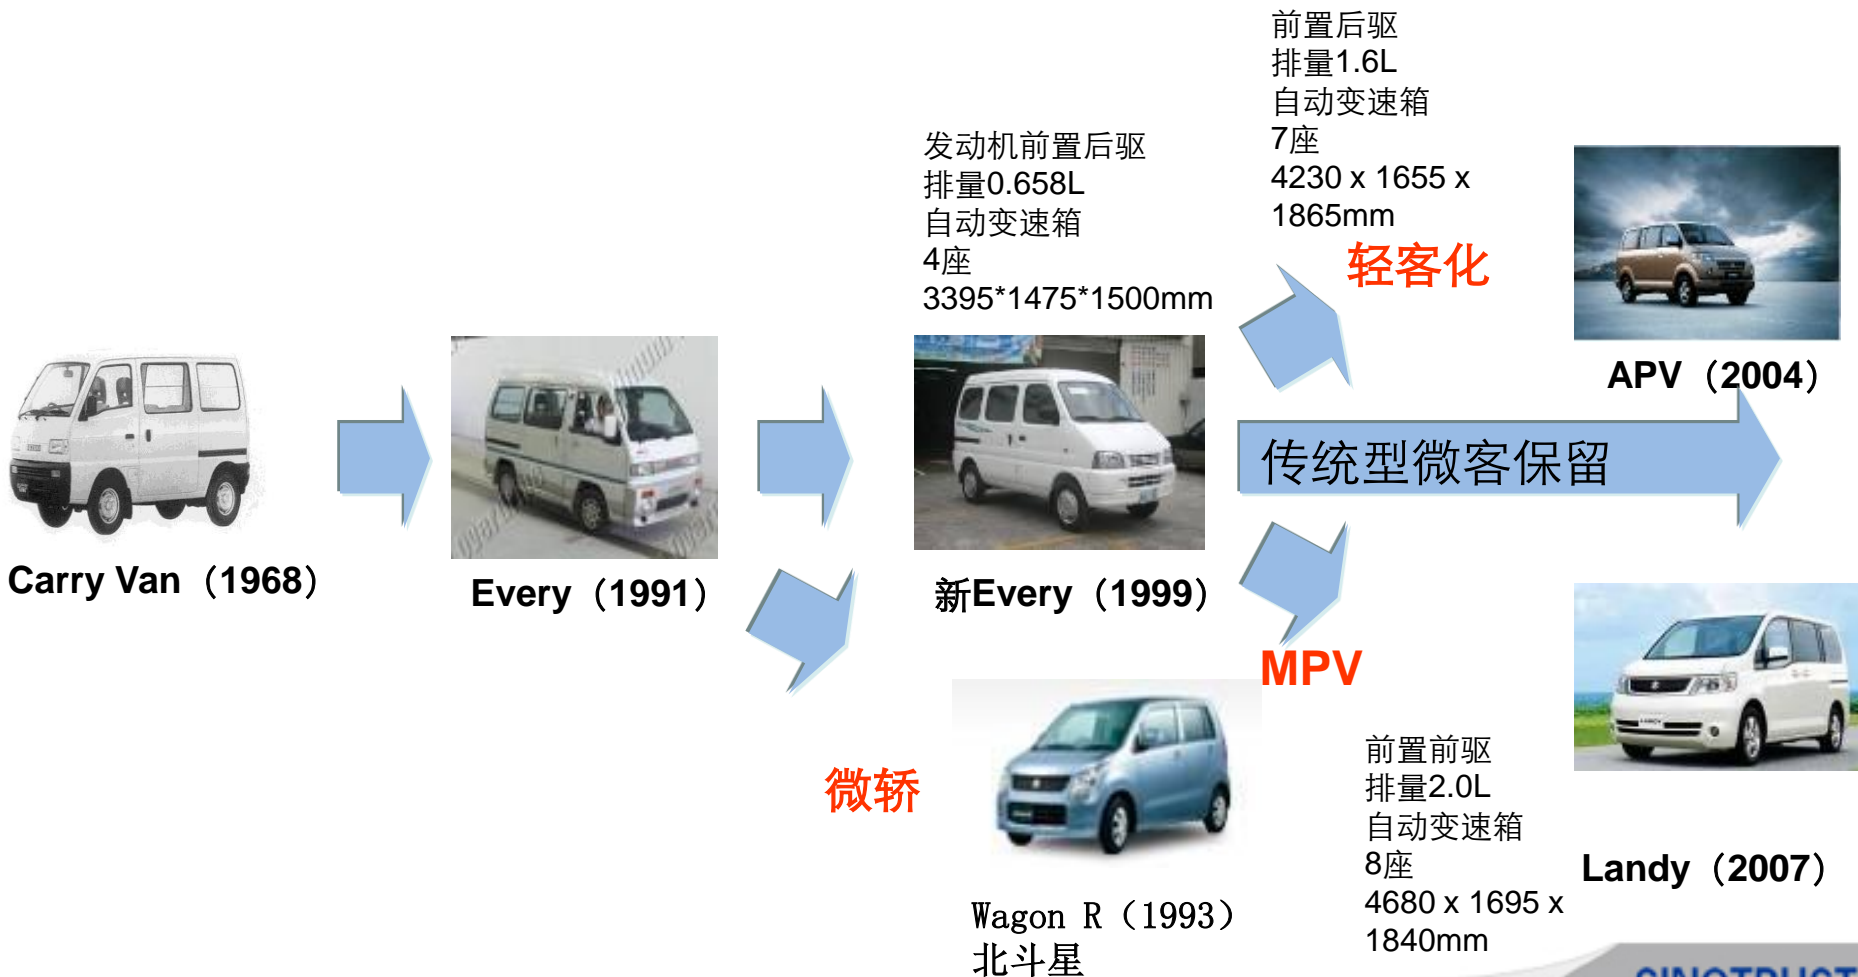 前置后驱
排量1.6L
自动变速箱
7座
4230 x 1655 x
1865mm
轻客化
APV（2004）
发动机前置后驱
排量0.658L
自动变速箱
4座
3395*1475*1500mm
传统型微客保留
Carry Van（1968）
Every（1991）
新Every（1999）
MPV
微轿
Wagon R（1993）
北斗星
前置前驱
排量2.0L
自动变速箱
8座
4680 x 1695 x
1840mm
LANDY
Landy（2007）
SINOTRUST